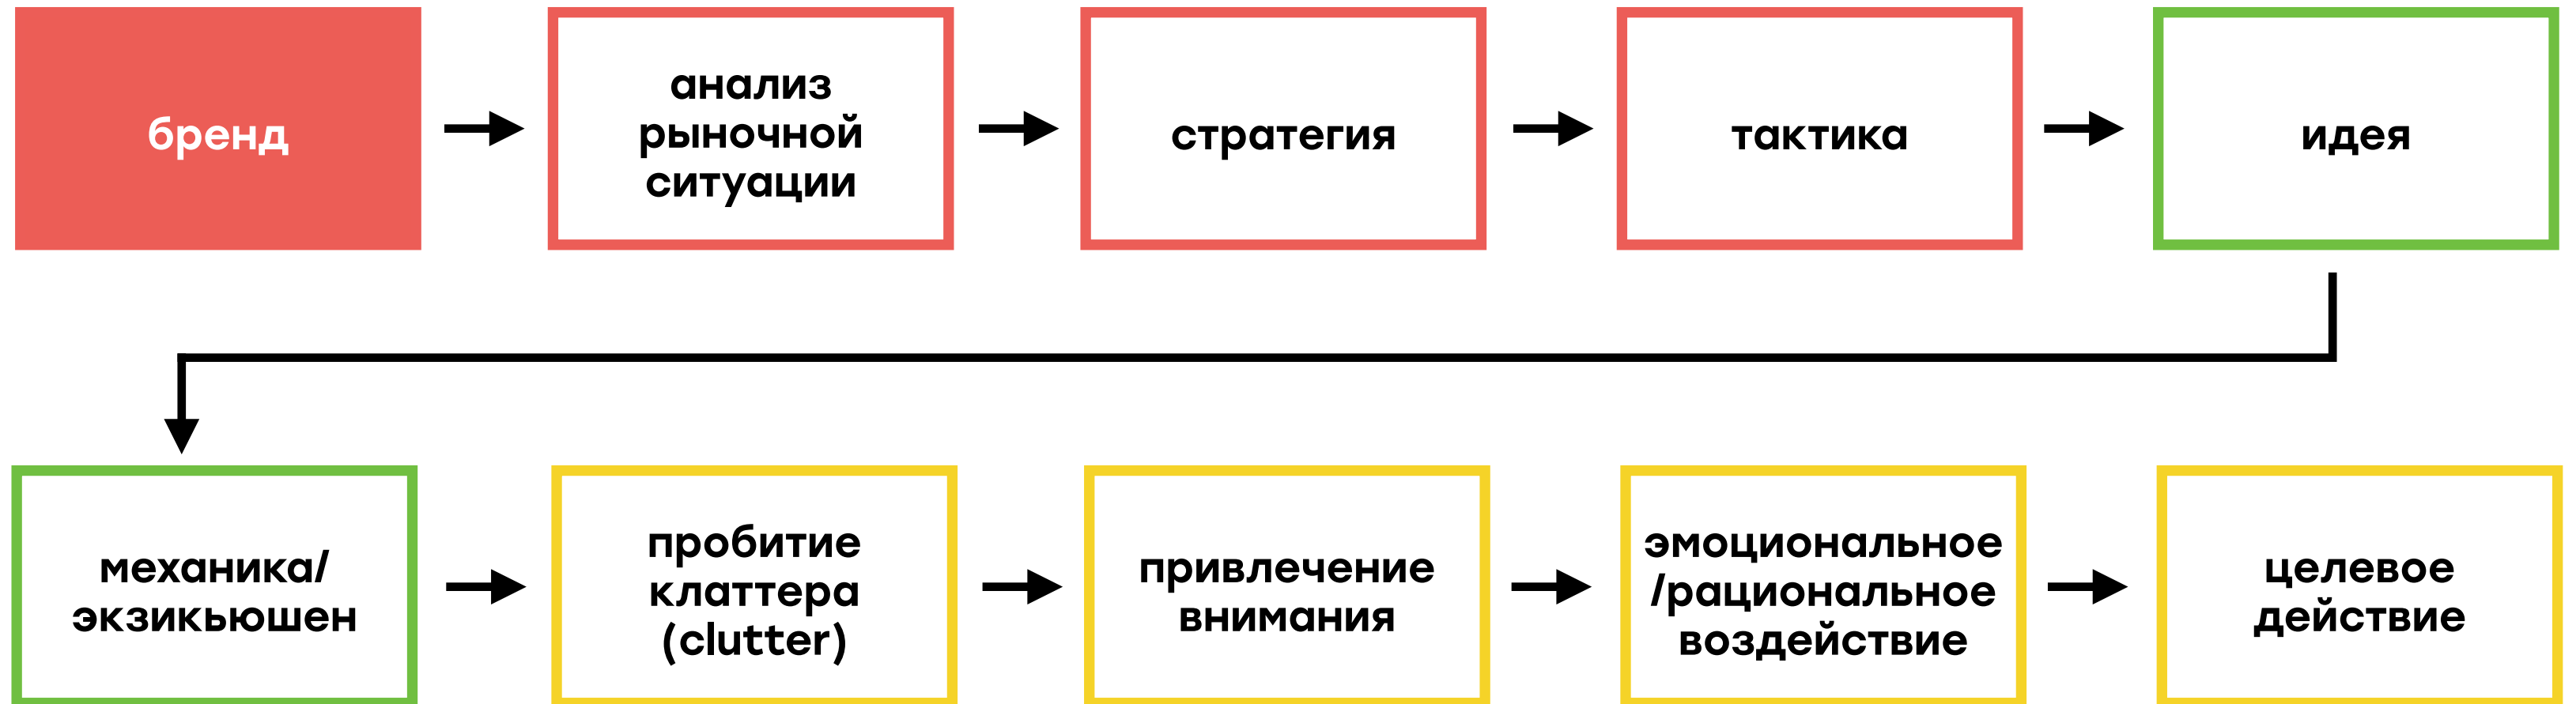 бренд
анализ
рыночной
ситуации
стратегия
тактика
идея
механика/
экзикьюшен
пробитие
клаттера
(clutter)
привлечение
внимания
эмоциональное
/рациональное
воздействие
целевое
действие